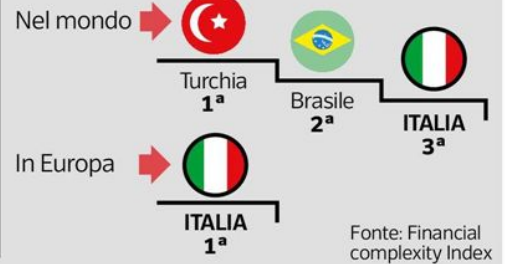 Nel mondo
Turchia
1ª
Brasile
2ª
ITALIA
3ª
In Europa
ITALIA
1ª
Fonte: Financial
complexity Index